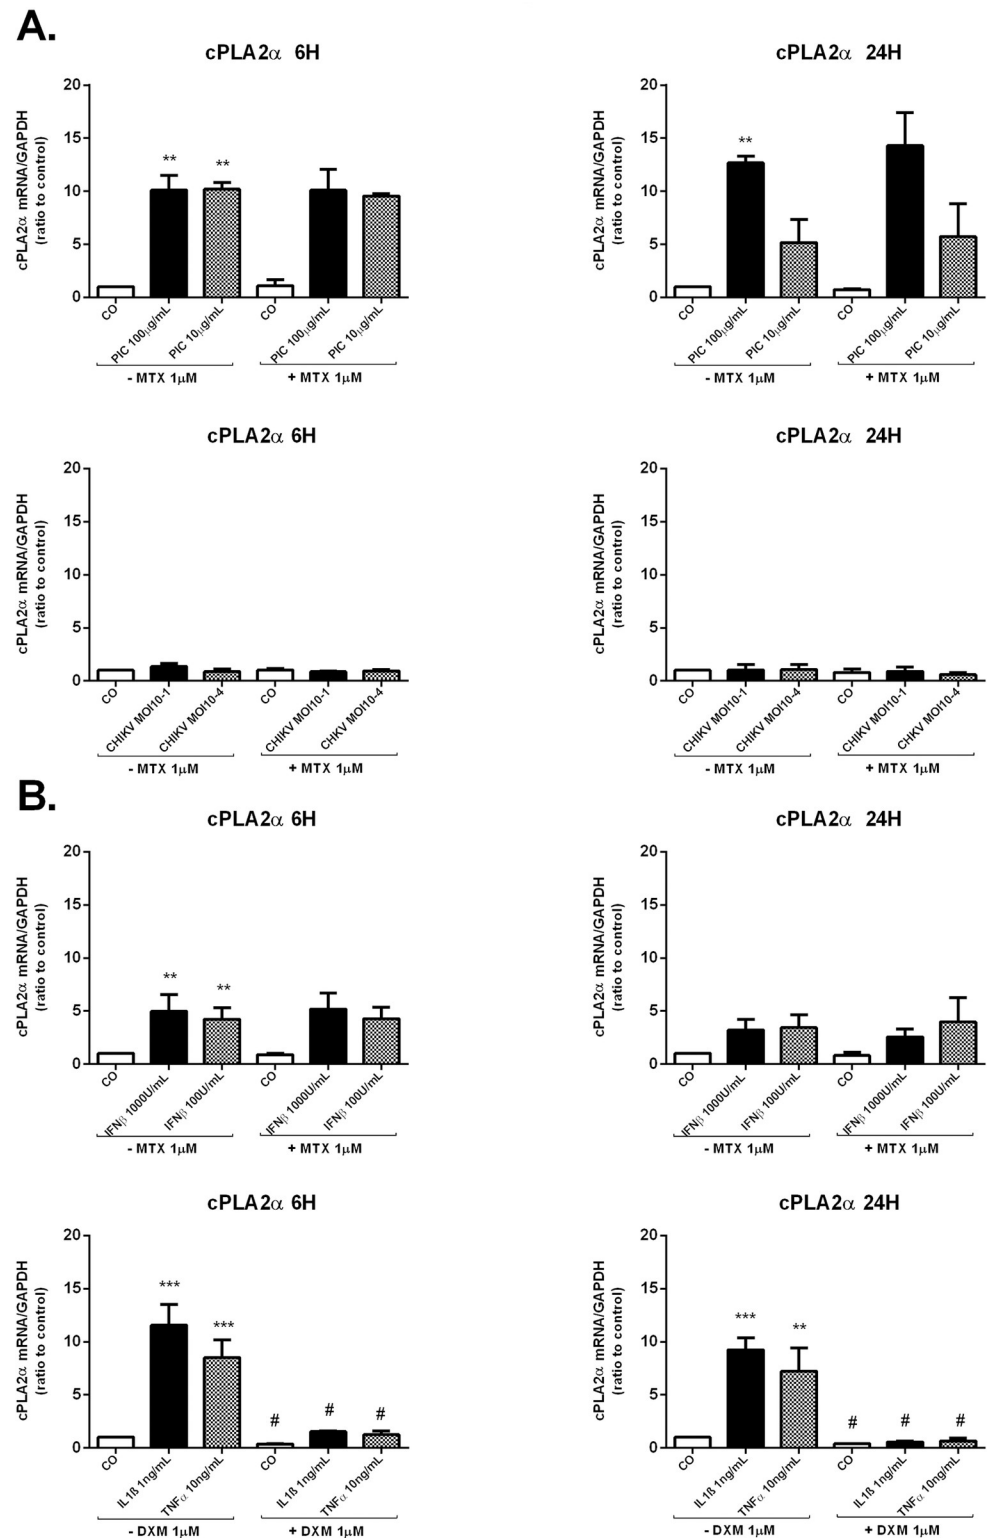 A.
cPLA2α 6H
cPLA2α mRNA/GAPDH
(ratio to control)
20
15
10
5
0
** **
CO PIC 100µg/mL PIC 10µg/mL CO PIC 100µg/mL PIC 10µg/mL
- MTX 1µM + MTX 1µM
cPLA2α 24H
cPLA2α mRNA/GAPDH
(ratio to control)
20
15
10
5
0
**
CO PIC 100µg/mL PIC 10µg/mL CO PIC 100µg/mL PIC 10µg/mL
- MTX 1µM + MTX 1µM
cPLA2α 6H
cPLA2α mRNA/GAPDH
(ratio to control)
20
15
10
5
0
CO CHIKV MOI10-1 CHIKV MOI10-4 CO CHIKV MOI10-1 CHKV MOI10-4
- MTX 1µM + MTX 1µM
cPLA2α 24H
cPLA2α mRNA/GAPDH
(ratio to control)
20
15
10
5
0
CO CHIKV MOI10-1 CHIKV MOI10-4 CO CHIKV MOI10-1 CHKV MOI10-4
- MTX 1µM + MTX 1µM
B.
cPLA2α 6H
cPLA2α mRNA/GAPDH
(ratio to control)
20
15
10
5
0
** **
CO IFNβ 1000U/mL IFNβ 100U/mL CO IFNβ 1000U/mL IFNβ 100U/mL
- MTX 1µM + MTX 1µM
cPLA2α 24H
cPLA2α mRNA/GAPDH
(ratio to control)
20
15
10
5
0
CO IFNβ 1000U/mL IFNβ 100U/mL CO IFNβ 1000U/mL IFNβ 100U/mL
- MTX 1µM + MTX 1µM
cPLA2α 6H
cPLA2α mRNA/GAPDH
(ratio to control)
20
15
10
5
0
*** *** # # #
CO IL1ß 1ng/mL TNFα 10ng/mL CO IL1ß 1ng/mL TNFα 10ng/mL
- DXM 1µM + DXM 1µM
cPLA2α 24H
cPLA2α mRNA/GAPDH
(ratio to control)
20
15
10
5
0
*** ** # # #
CO IL1ß 1ng/mL TNFα 10ng/mL CO IL1ß 1ng/mL TNFα 10ng/mL
- DXM 1µM + DXM 1µM